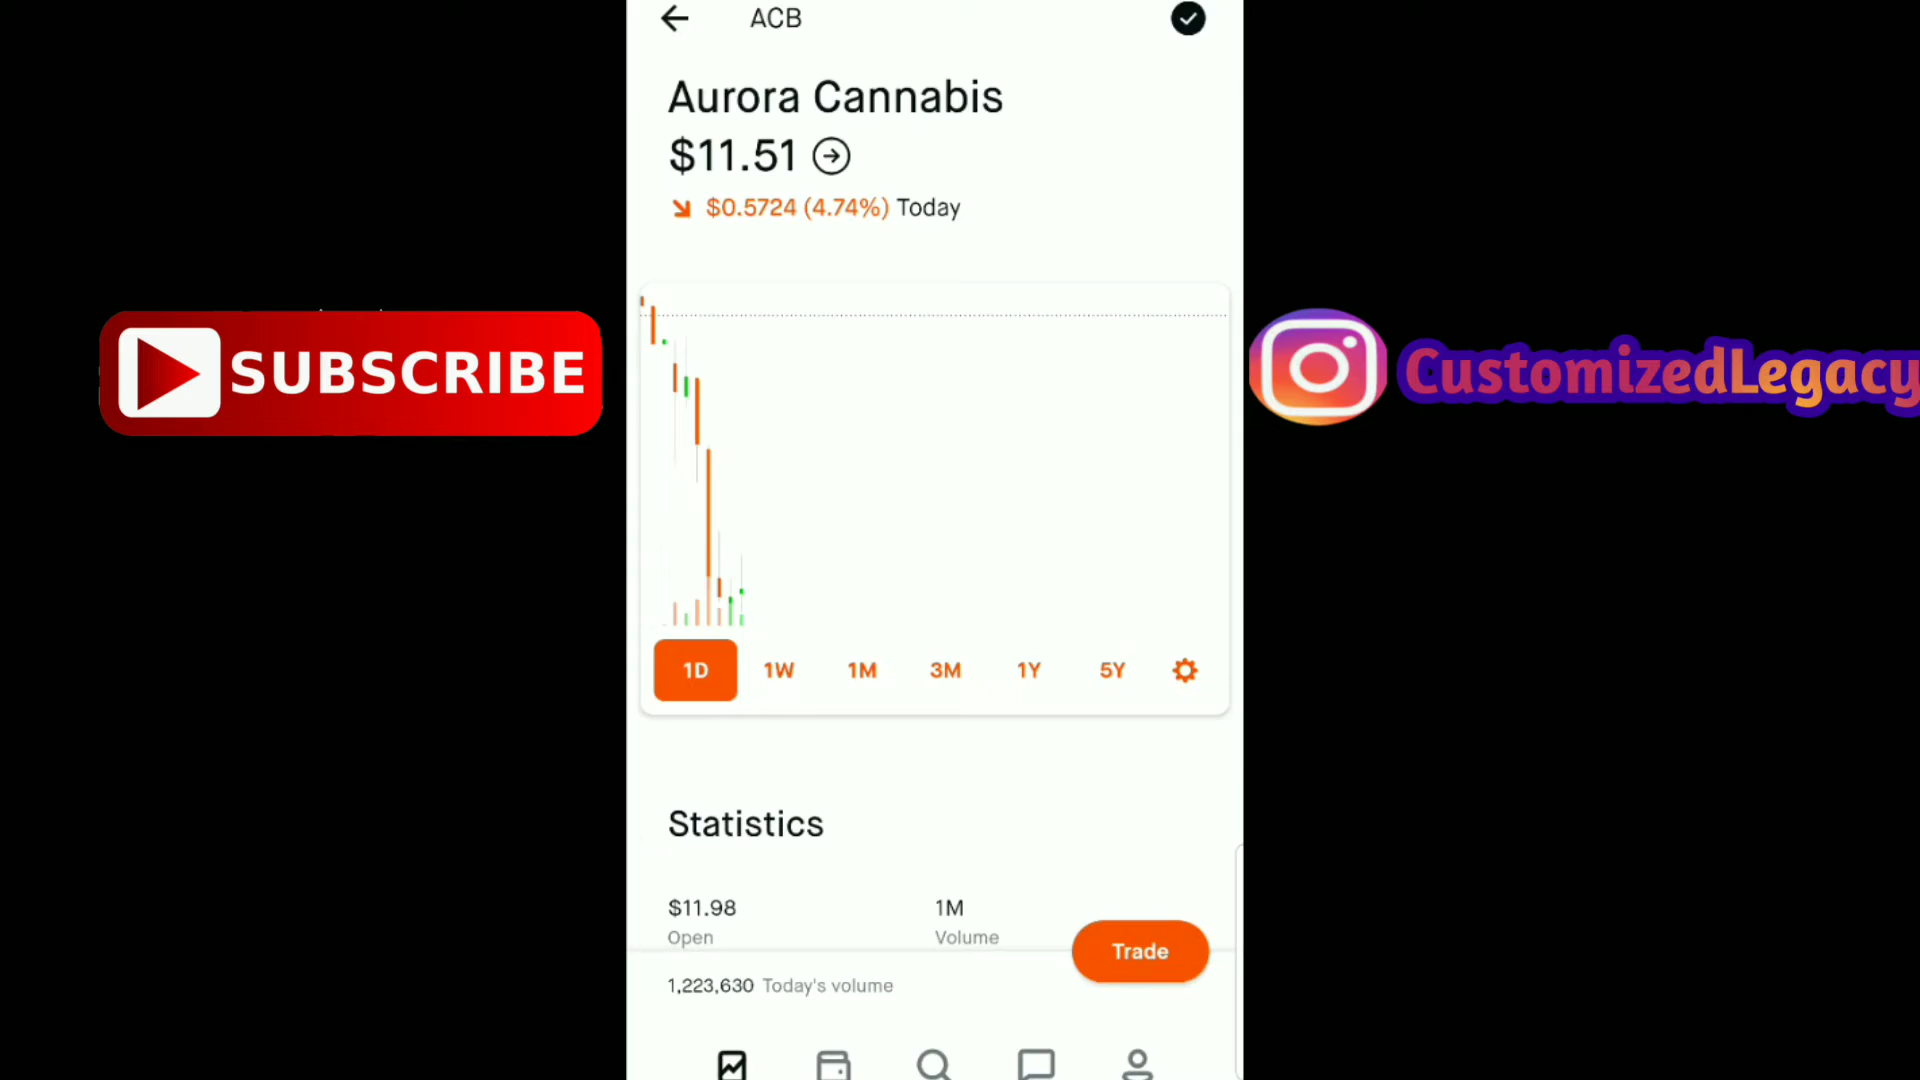 ACB
Aurora Cannabis
$11.51
$0.5724 (4.74%) Today
SUBSCRIBE
CustomizedLegacy
1D 1W 1M 3M 1Y 5Y
Statistics
$11.98 1M
Open Volume
Trade
1,223,630 Today's volume